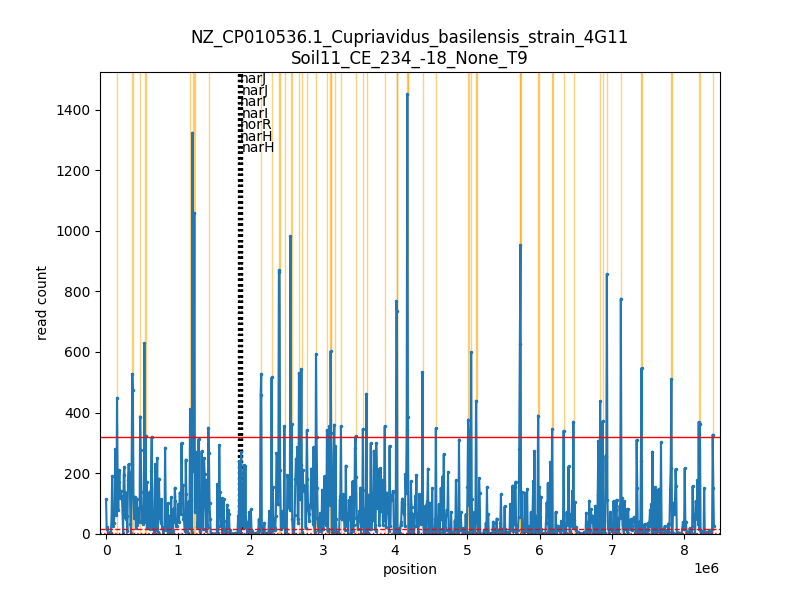 NZ_CP010536.1_Cupriavidus_basilensis_strain_4G11
Soil11_CE_234_-18_None_T9
narJ
narJ
narI
narI
norR
narH
narH
1400
1200
1000
800
600
400
200
0
read count
0 1 2 3 4 5 6 7 8
1e6
position